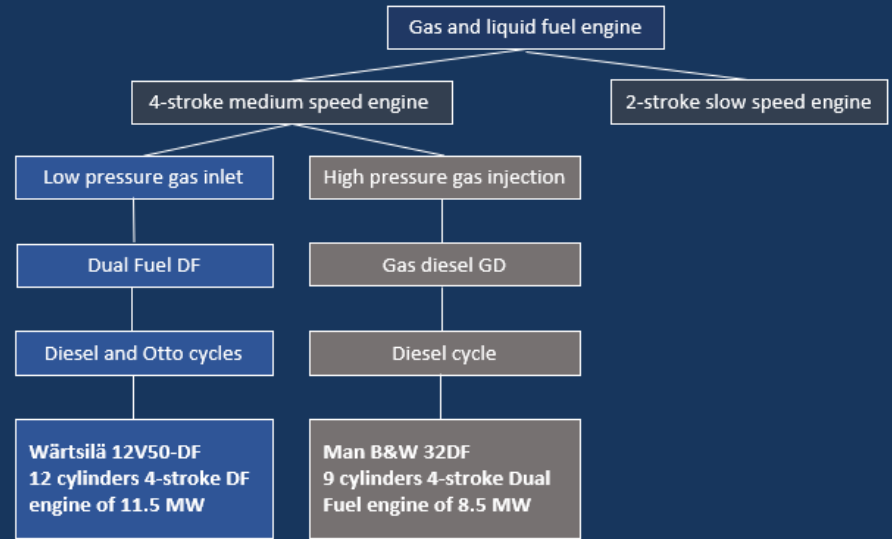 Gas and liquid fuel engine
4-stroke medium speed engine
2-stroke slow speed engine
Low pressure gas inlet
High pressure gas injection
Dual Fuel DF
Gas diesel GD
Diesel and Otto cycles
Diesel cycle
Wärtsilä 12V50-DF
12 cylinders 4-stroke DF
engine of 11.5 MW
Man B&W 32DF
9 cylinders 4-stroke Dual
Fuel engine of 8.5 MW